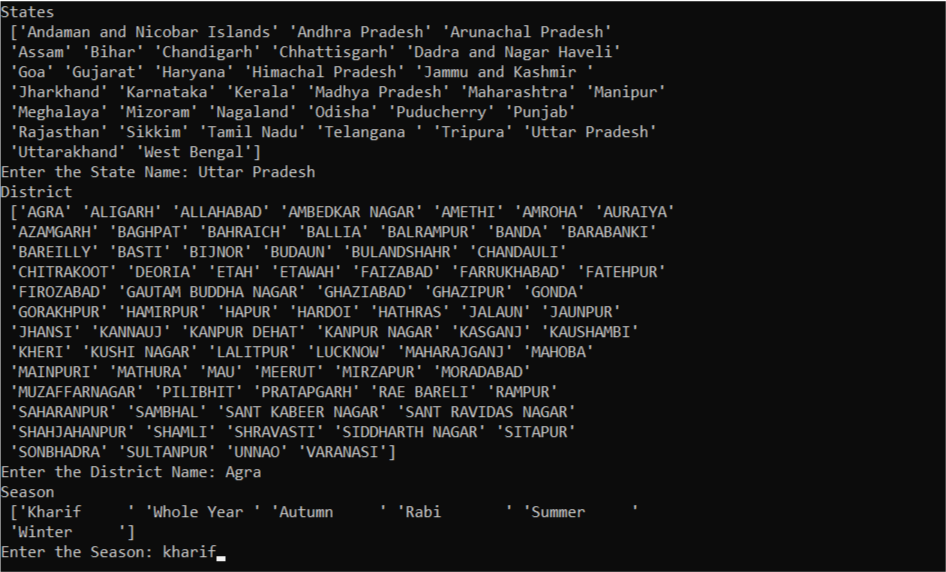 States
 ['Andaman and Nicobar Islands' 'Andhra Pradesh' 'Arunachal Pradesh'
 'Assam' 'Bihar' 'Chandigarh' 'Chhattisgarh' 'Dadra and Nagar Haveli'
 'Goa' 'Gujarat' 'Haryana' 'Himachal Pradesh' 'Jammu and Kashmir '
 'Jharkhand' 'Karnataka' 'Kerala' 'Madhya Pradesh' 'Maharashtra' 'Manipur'
 'Meghalaya' 'Mizoram' 'Nagaland' 'Odisha' 'Puducherry' 'Punjab'
 'Rajasthan' 'Sikkim' 'Tamil Nadu' 'Telangana ' 'Tripura' 'Uttar Pradesh'
 'Uttarakhand' 'West Bengal']
Enter the State Name: Uttar Pradesh
District
 ['AGRA' 'ALIGARH' 'ALLAHABAD' 'AMBEDKAR NAGAR' 'AMETHI' 'AMROHA' 'AURAIYA'
 'AZAMGARH' 'BAGHPAT' 'BAHRAICH' 'BALLIA' 'BALRAMPUR' 'BANDA' 'BARABANKI'
 'BAREILLY' 'BASTI' 'BIJNOR' 'BUDAUN' 'BULANDSHAHR' 'CHANDAULI'
 'CHITRAKOOT' 'DEORIA' 'ETAH' 'ETAWAH' 'FAIZABAD' 'FARRUKHABAD' 'FATEHPUR'
 'FIROZABAD' 'GAUTAM BUDDHA NAGAR' 'GHAZIABAD' 'GHAZIPUR' 'GONDA'
 'GORAKHPUR' 'HAMIRPUR' 'HAPUR' 'HARDOI' 'HATHRAS' 'JALAUN' 'JAUNPUR'
 'JHANSI' 'KANNAUJ' 'KANPUR DEHAT' 'KANPUR NAGAR' 'KASGANJ' 'KAUSHAMBI'
 'KHERI' 'KUSHI NAGAR' 'LALITPUR' 'LUCKNOW' 'MAHARAJGANJ' 'MAHOBA'
 'MAINPURI' 'MATHURA' 'MAU' 'MEERUT' 'MIRZAPUR' 'MORADABAD'
 'MUZAFFARNAGAR' 'PILIBHIT' 'PRATAPGARH' 'RAE BARELI' 'RAMPUR'
 'SAHARANPUR' 'SAMBHAL' 'SANT KABEER NAGAR' 'SANT RAVIDAS NAGAR'
 'SHAHJAHANPUR' 'SHAMLI' 'SHRAVASTI' 'SIDDHARTH NAGAR' 'SITAPUR'
 'SONBHADRA' 'SULTANPUR' 'UNNAO' 'VARANASI']
Enter the District Name: Agra
Season
 ['Kharif     ' 'Whole Year ' 'Autumn     ' 'Rabi       ' 'Summer     '
 'Winter     ']
Enter the Season: kharif